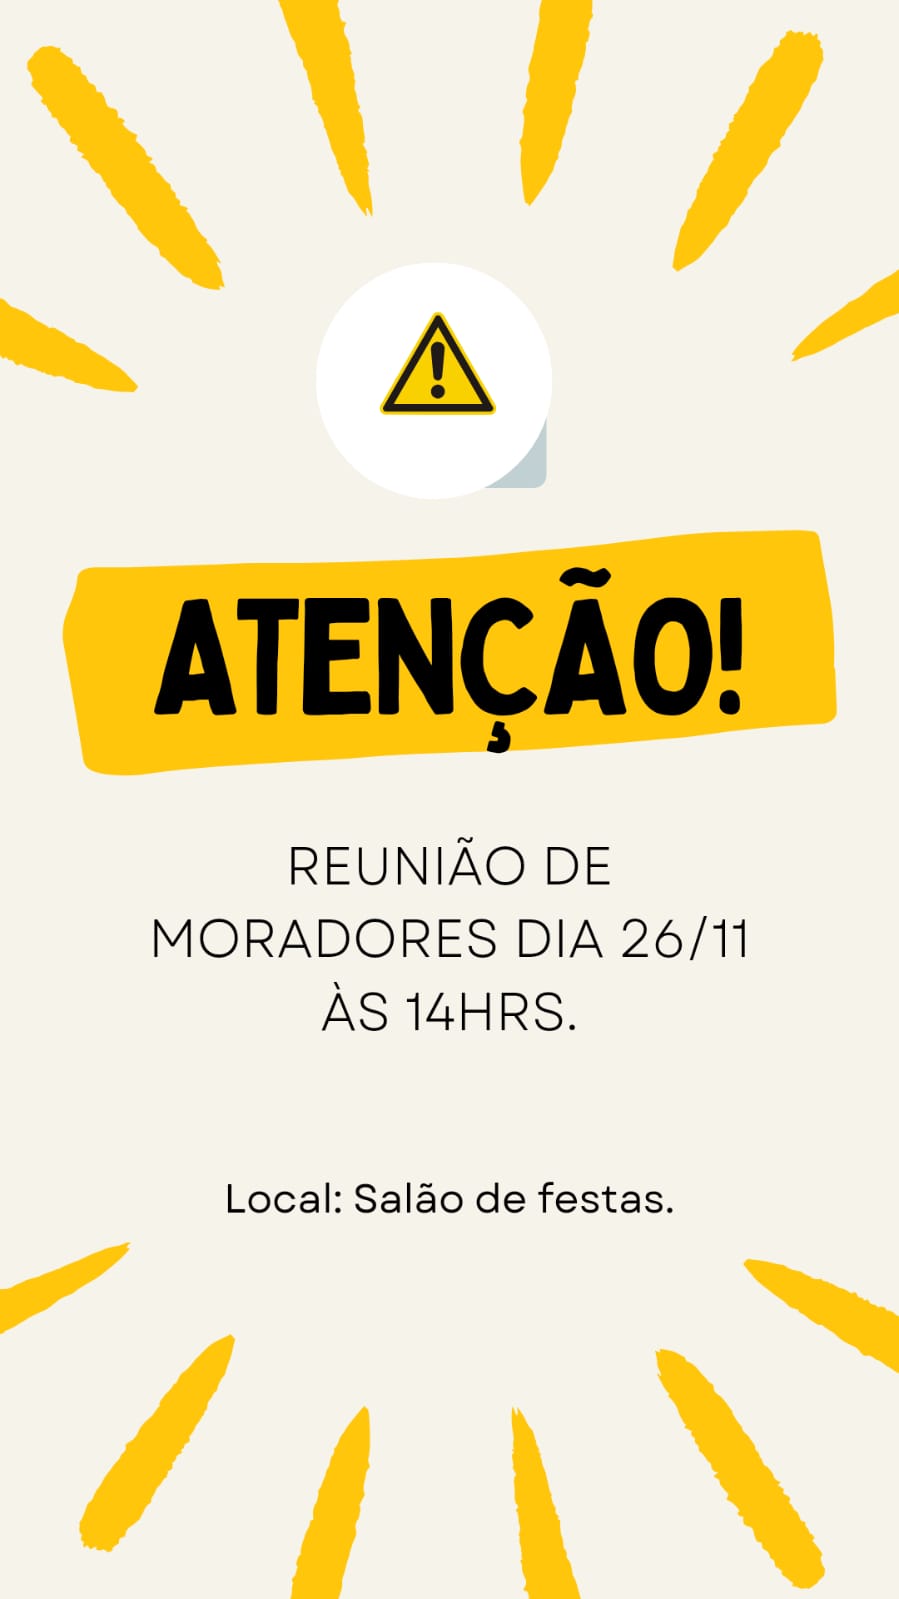 ATENÇÃO!
REUNIÃO DE
MORADORES DIA 26/11
ÀS 14HRS.
Local: Salão de festas.